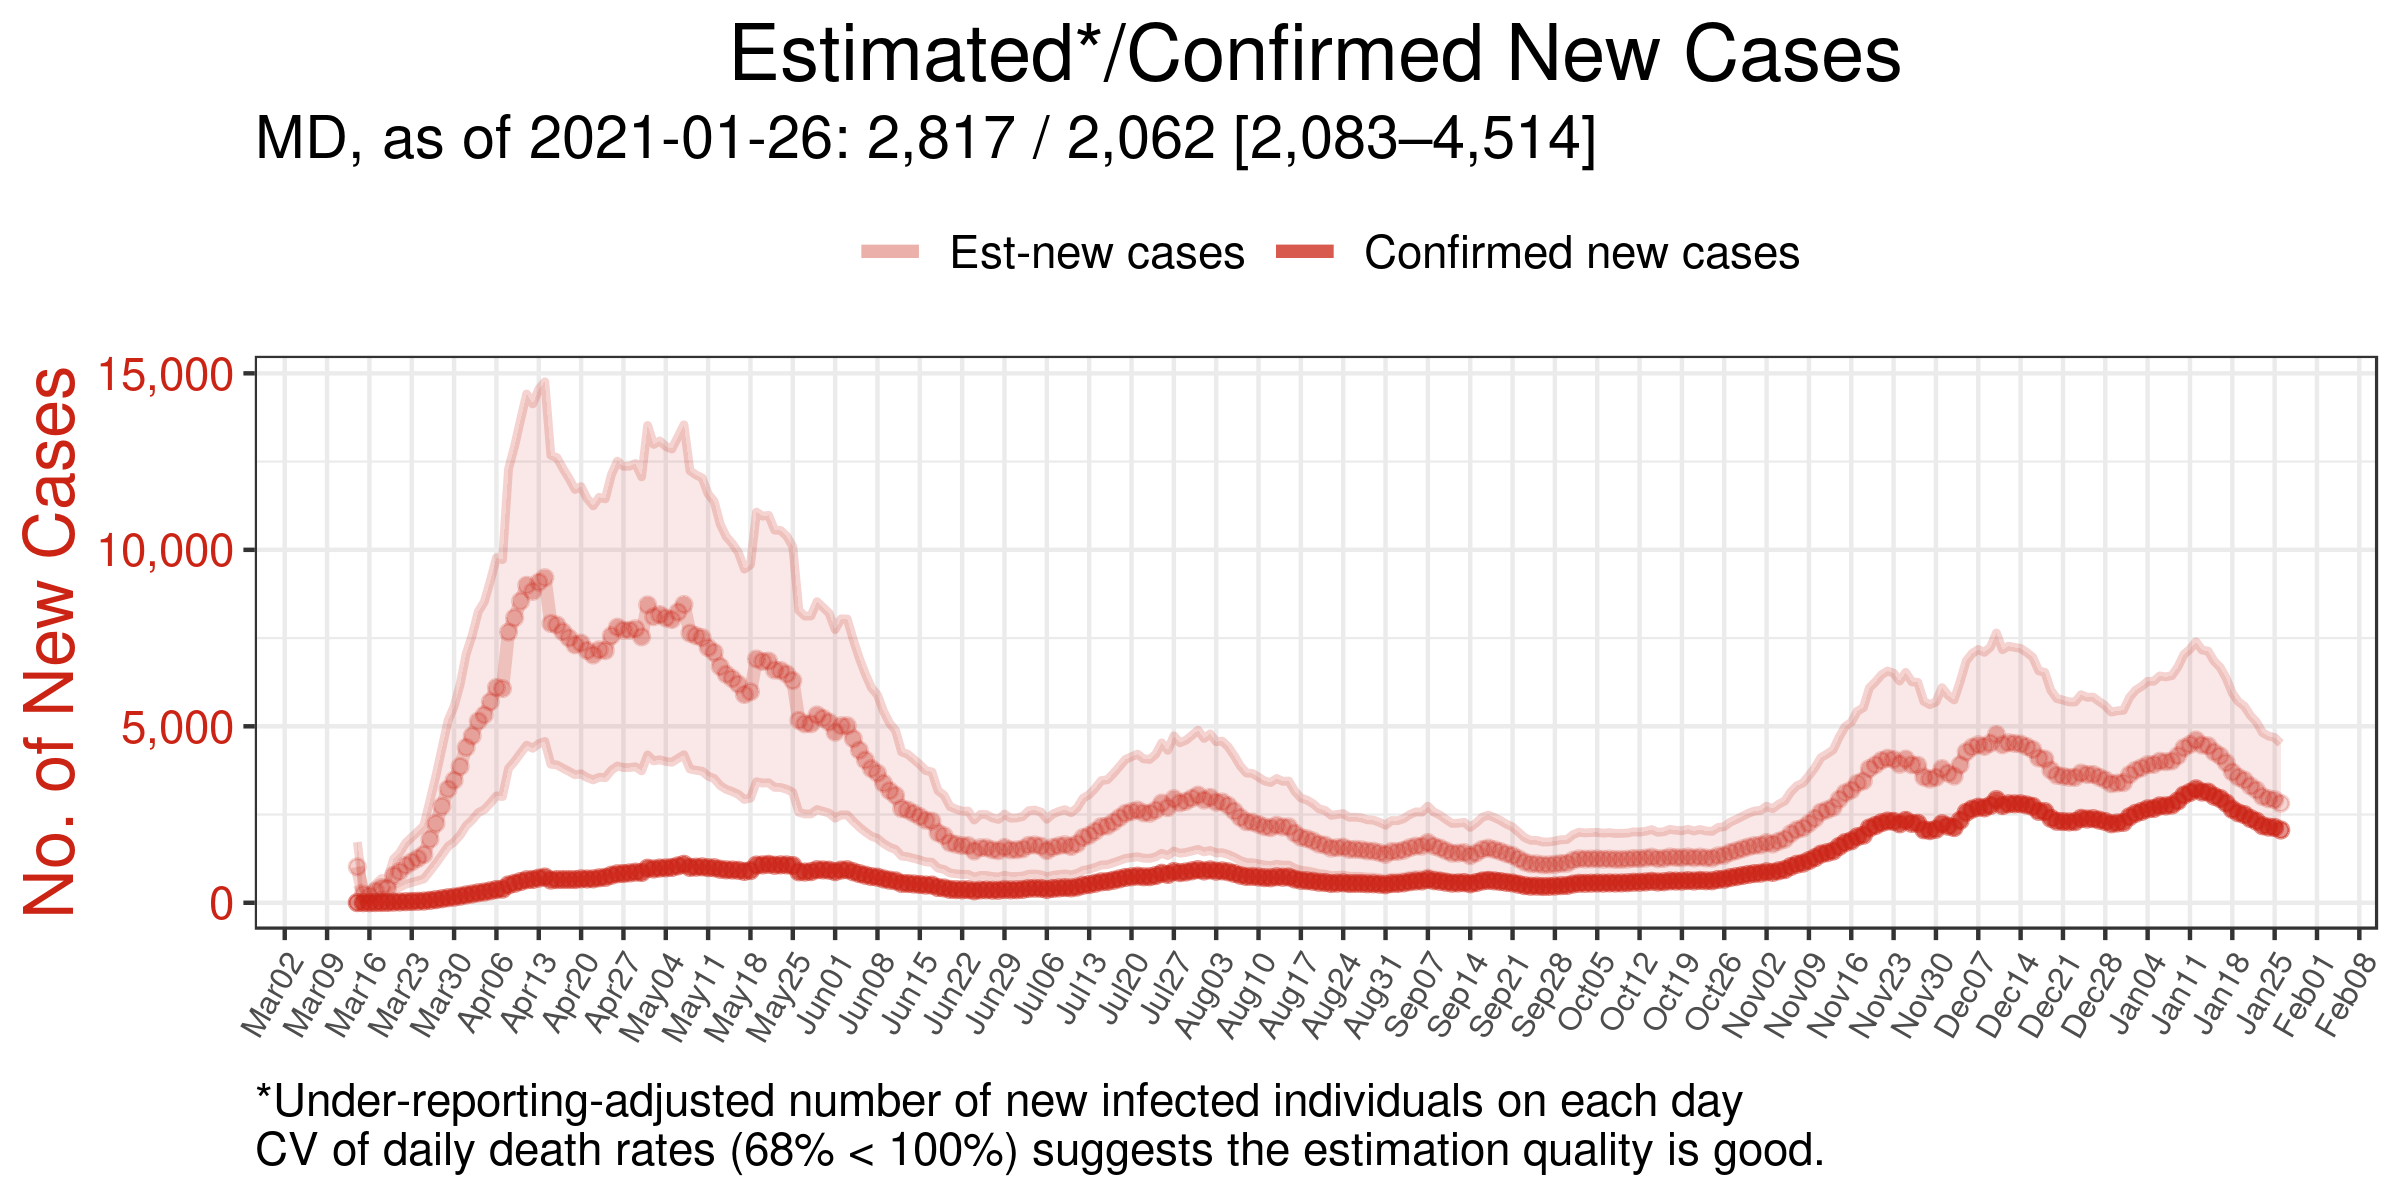 Estimated*/Confirmed New Cases
MD, as of 2021-01-26: 2,817 / 2,062 [2,083–4,514]
Est-new cases
Confirmed new cases
No. of New Cases
15,000
10,000
5,000
0
Mar02
Mar09
Mar16
Mar23
Mar30
Apr06
Apr13
Apr20
Apr27
May04
May11
May18
May25
Jun01
Jun08
Jun15
Jun22
Jun29
Jul06
Jul13
Jul20
Jul27
Aug03
Aug10
Aug17
Aug24
Aug31
Sep07
Sep14
Sep21
Sep28
Oct05
Oct12
Oct19
Oct26
Nov02
Nov09
Nov16
Nov23
Nov30
Dec07
Dec14
Dec21
Dec28
Jan04
Jan11
Jan18
Jan25
Feb01
Feb08
*Under-reporting-adjusted number of new infected individuals on each day
CV of daily death rates (68% < 100%) suggests the estimation quality is good.